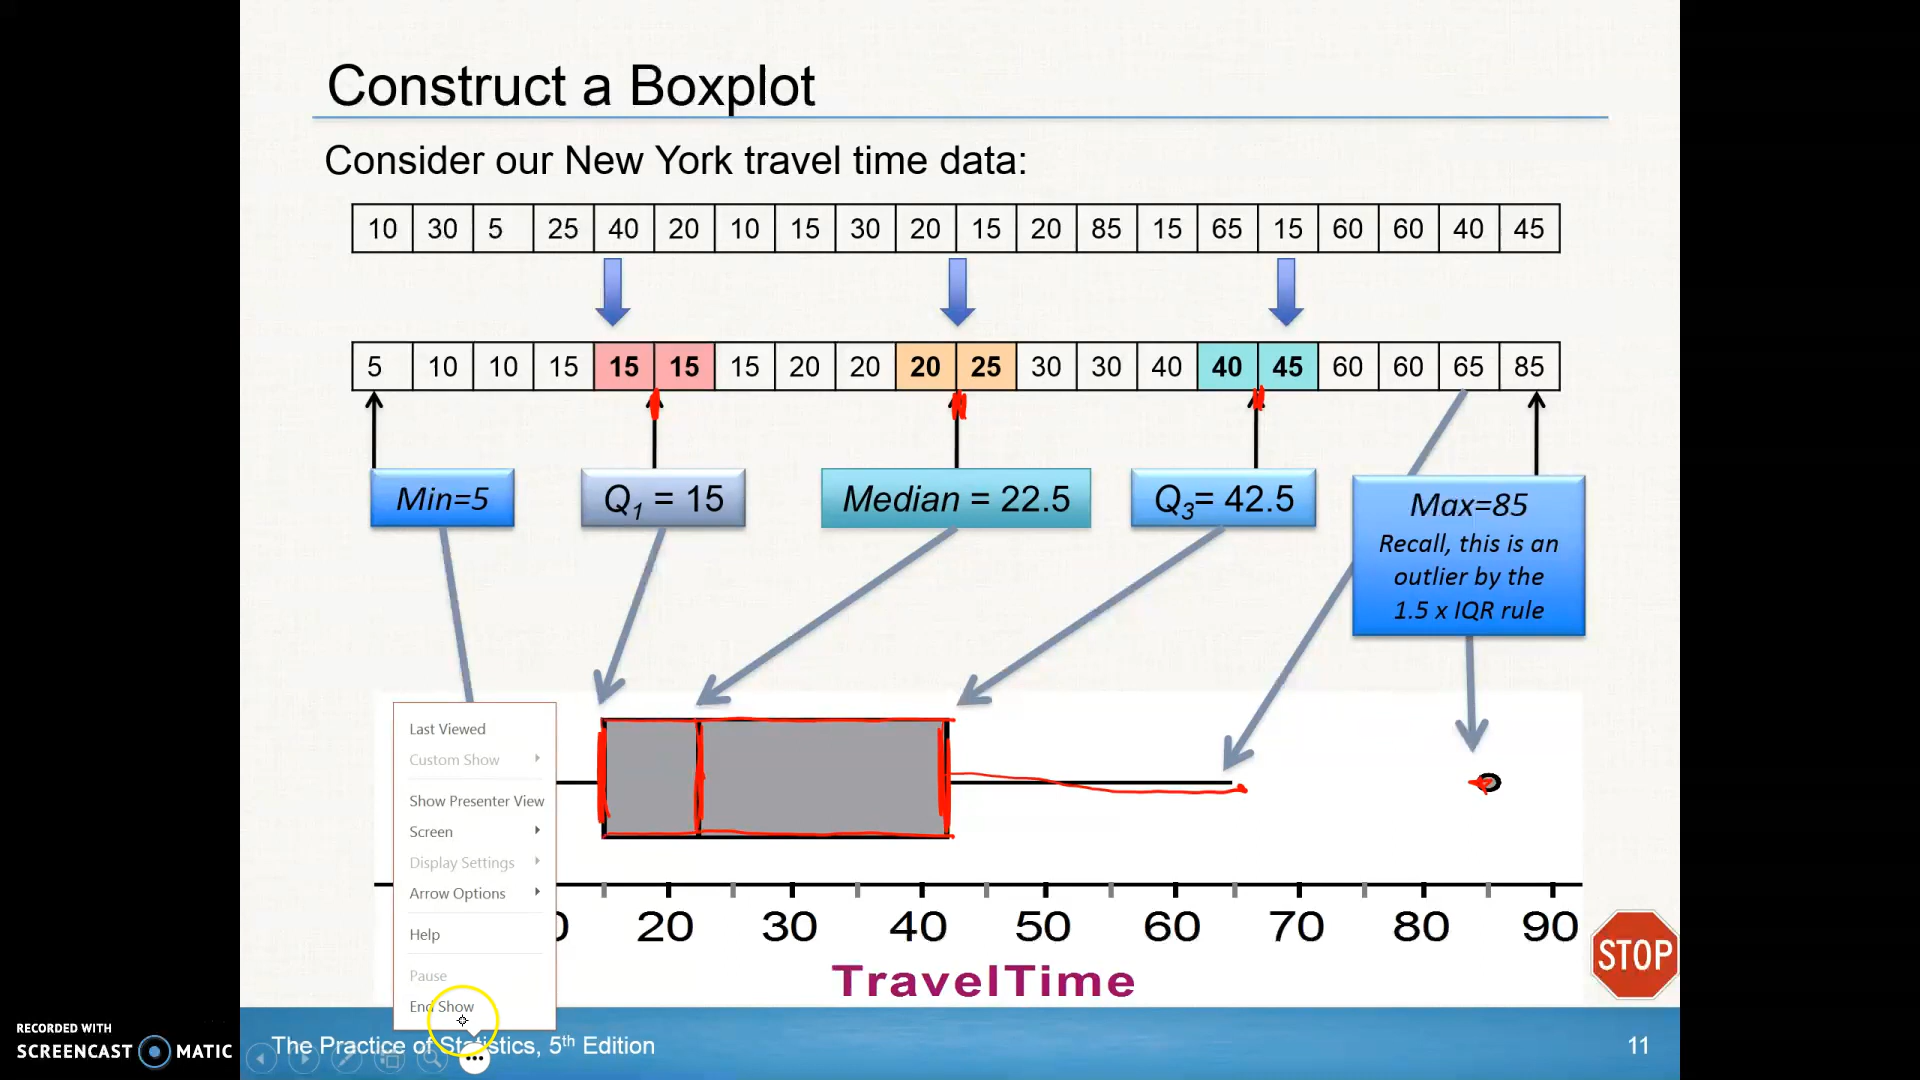 Construct a Boxplot
Consider our New York travel time data:
10 30 5 25 40 20 10 15 30 20 15 20 85 15 65 15 60 60 40 45
5 10 10 15 15 15 15 20 20 20 25 30 30 40 40 45 60 60 65 85
Min=5
Q1 = 15
Median = 22.5
Q3= 42.5
Max=85
Recall, this is an
outlier by the
1.5 x IQR rule
Last Viewed
Custom Show
Show Presenter View
Screen
Display Settings
Arrow Options
Help
Pause
End Show
0 20 30 40 50 60 70 80 90
TravelTime
STOP
RECORDED WITH
SCREENCAST MATIC
The Practice of Statistics, 5th Edition
11